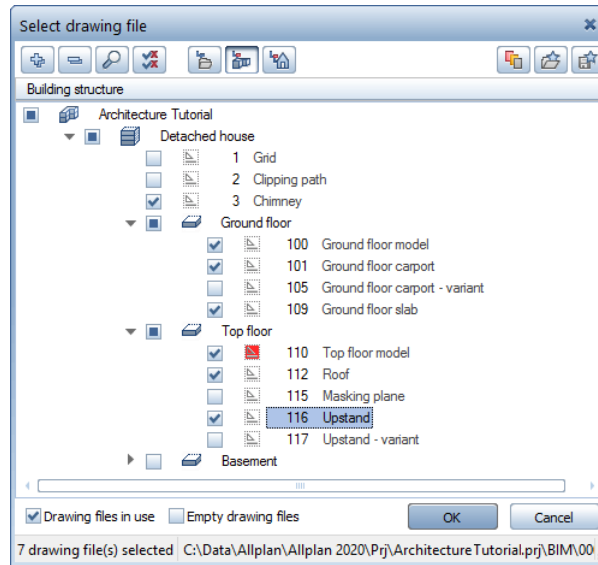 Select drawing file
Building structure
Architecture Tutorial
Detached house
1 Grid
2 Clipping path
3 Chimney
Ground floor
100 Ground floor model
101 Ground floor carport
105 Ground floor carport - variant
109 Ground floor slab
Top floor
110 Top floor model
112 Roof
115 Masking plane
116 Upstand
117 Upstand - variant
Basement
Drawing files in use Empty drawing files OK Cancel
7 drawing file(s) selected C:\Data\Allplan\Allplan 2020\Prj\ArchitectureTutorial.prj\BIM\00